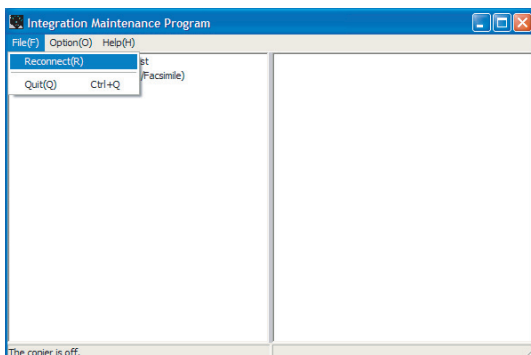 Integration Maintenance Program
File(F) Option(O) Help(H)
Reconnect(R)
st
/Facsimile)
Quit(Q) Ctrl+Q
The copier is off.